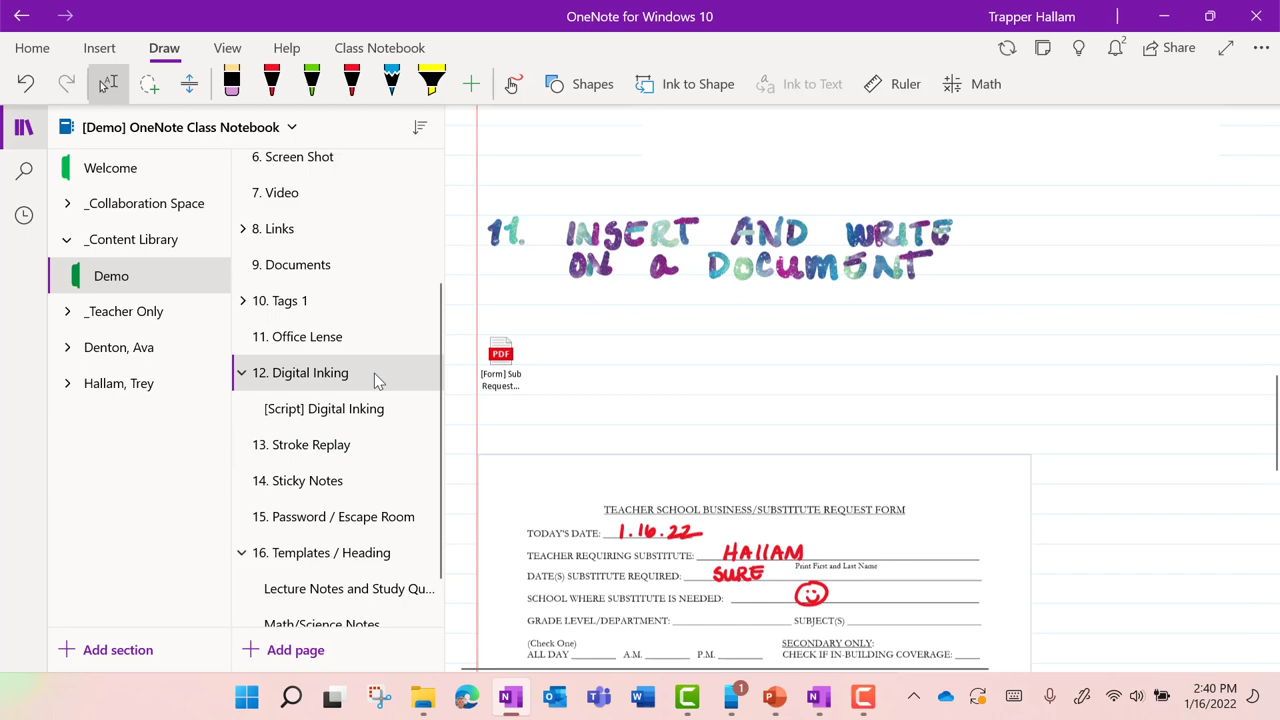 OneNote for Windows 10
Trapper Hallam
Home Insert Draw View Help Class Notebook
2
Share
Shapes Ink to Shape Ink to Text Ruler Math
[Demo] OneNote Class Notebook
Welcome
_Collaboration Space
_Content Library
Demo
_Teacher Only
Denton, Ava
Hallam, Trey
Add section
6. Screen Shot
7. Video
8. Links
9. Documents
10. Tags 1
11. Office Lense
12. Digital Inking
[Script] Digital Inking
13. Stroke Replay
14. Sticky Notes
15. Password / Escape Room
16. Templates / Heading
Lecture Notes and Study Qu...
Math/Science Notes
Add page
11. INSERT AND WRITE
ON a DOCUMENT
PDF
[Form] Sub
Request...
TEACHER SCHOOL BUSINESS/SUBSTITUTE REQUEST FORM
TODAY'S DATE: 1.16.22
TEACHER REQUIRING SUBSTITUTE: HALLAM
Print First and Last Name
DATE(S) SUBSTITUTE REQUIRED: SURE
SCHOOL WHERE SUBSTITUTE IS NEEDED:
GRADE LEVEL/DEPARTMENT: SUBJECT(S)
(Check One) SECONDARY ONLY:
ALL DAY A.M. P.M. CHECK IF IN-BUILDING COVERAGE:
1
2:40 PM
1/16/2022